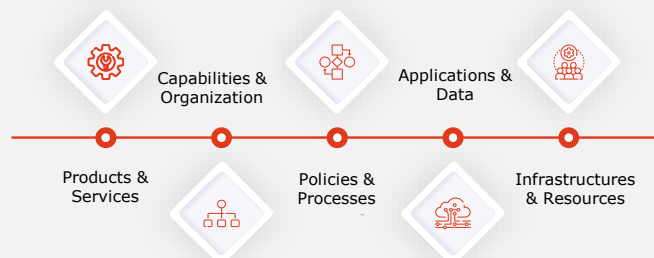 Products &
Services
Capabilities &
Organization
Policies &
Processes
Applications &
Data
Infrastructures
& Resources